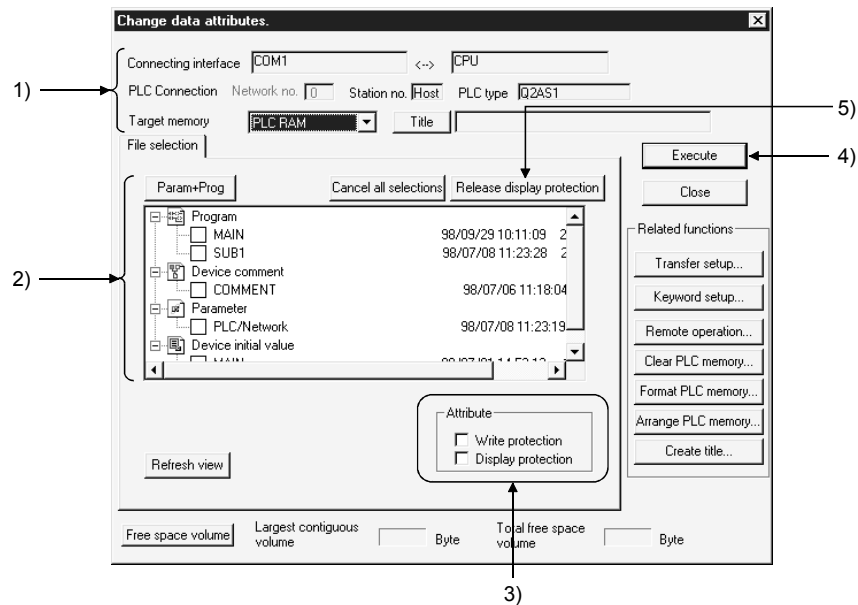 Change data attributes.
1)
Connecting interface COM1 <--> CPU
PLC Connection Network no. 0 Station no. Host PLC type Q2AS1
Target memory PLC RAM Title
5)
File selection
Execute
4)
Close
2)
Param+Prog Cancel all selections Release display protection
Program
MAIN 98/09/29 10:11:09 2
SUB1 98/07/08 11:23:28 2
Device comment
COMMENT 98/07/06 11:18:04
Parameter
PLC/Network 98/07/08 11:23:19
Device initial value
MAIN
Related functions
Transfer setup...
Keyword setup...
Remote operation...
Clear PLC memory...
Format PLC memory...
Arrange PLC memory...
Create title...
Attribute
Write protection
Display protection
Refresh view
Free space volume Largest contiguous volume Byte Total free space volume Byte
3)